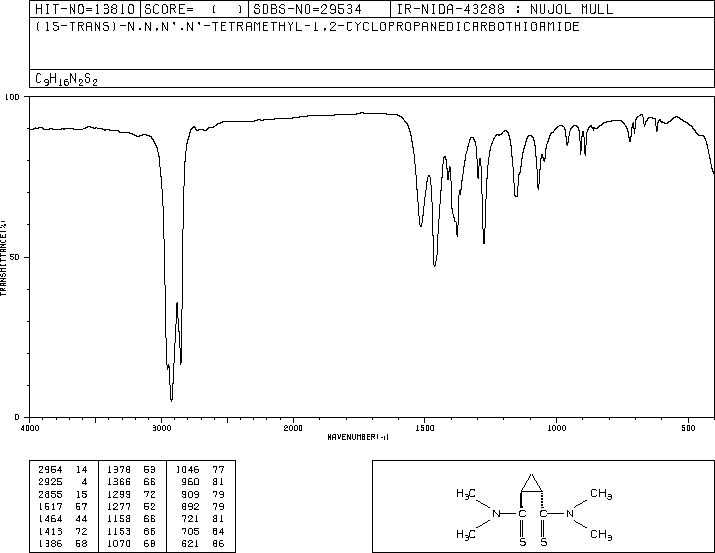 HIT-NO=13810 SCORE= ( ) SDBS-NO=29534 IR-NIDA-43288 : NUJOL MULL
(1S-TRANS)-N,N,N',N'-TETRAMETHYL-1,2-CYCLOPROPANEDICARBOTHIOAMIDE
C9H16N2S2
100
50
0
TRANSMITTANCE(%)
4000 3000 2000 1500 1000 500
WAVENUMBER(-1)
2954 14 1378 53 1046 77
2925 4 1366 66 960 81
2855 15 1299 72 909 79
1517 57 1277 52 892 79
1464 44 1158 66 721 81
1413 72 1153 66 705 84
1386 58 1070 68 621 86
H3C CH3
N C C N
H3C S S CH3